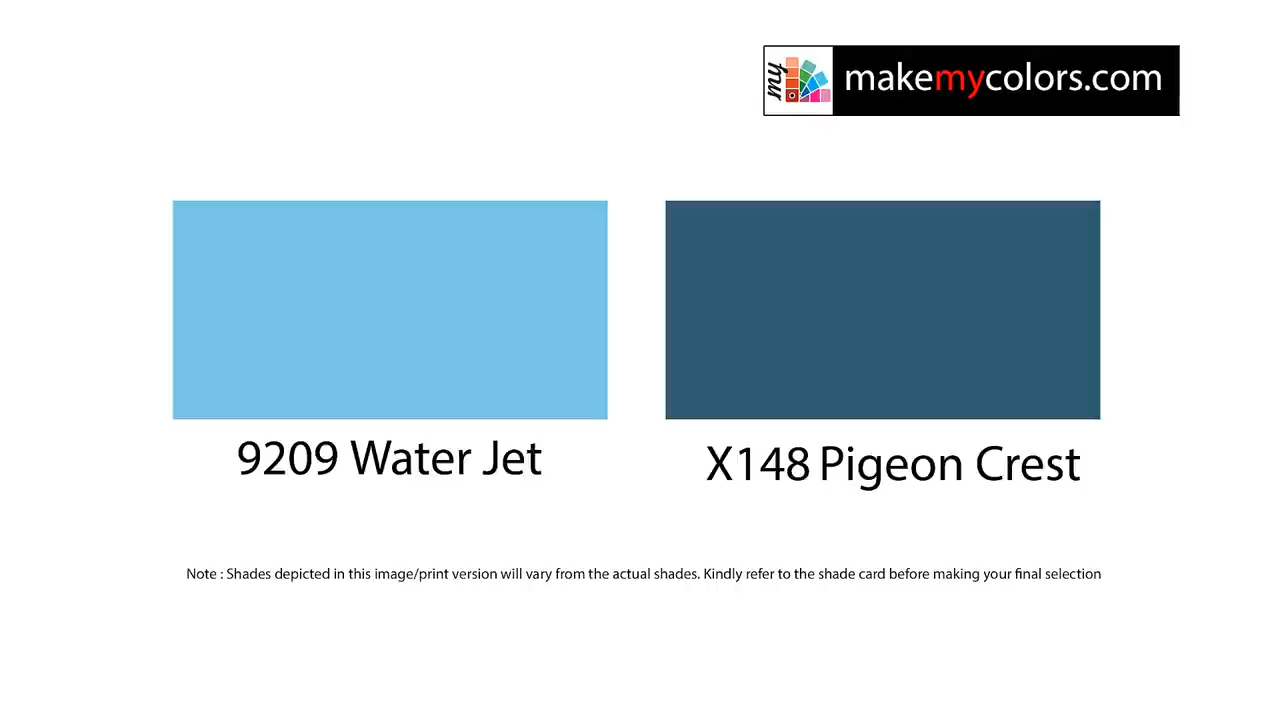 my
makemycolors.com
9209 Water Jet
X148 Pigeon Crest
Note : Shades depicted in this image/print version will vary from the actual shades. Kindly refer to the shade card before making your final selection